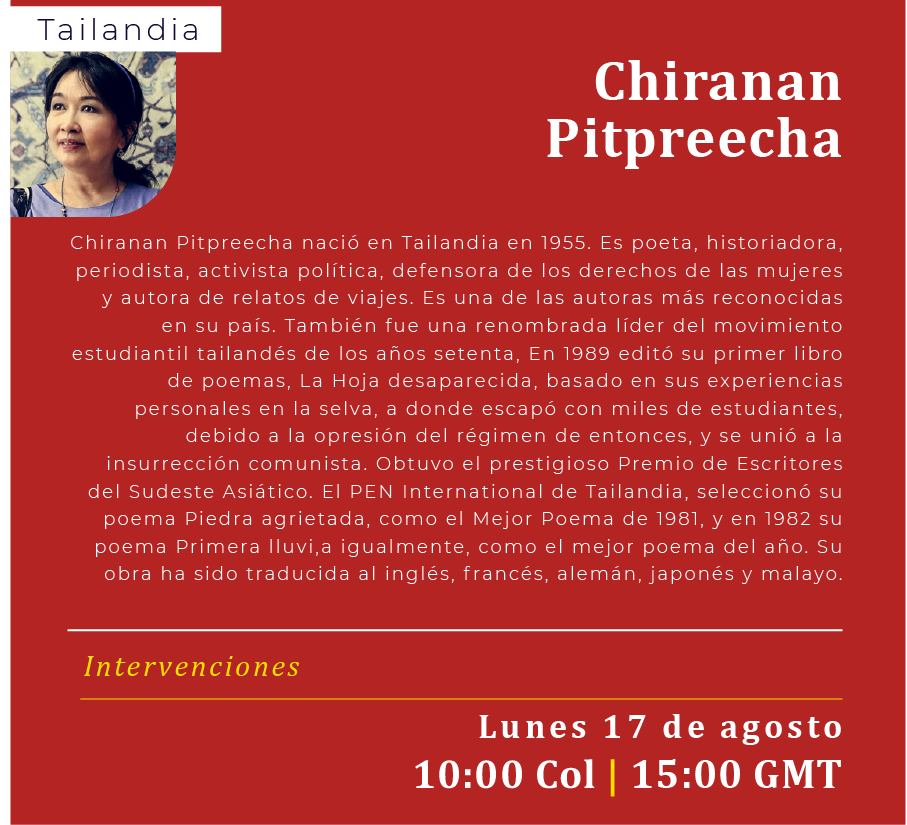 Tailandia
Chiranan
Pitpreecha
Chiranan Pitpreecha nació en Tailandia en 1955. Es poeta, historiadora,
periodista, activista política, defensora de los derechos de las mujeres
y autora de relatos de viajes. Es una de las autoras más reconocidas
en su país. También fue una renombrada líder del movimiento
estudiantil tailandés de los años setenta, En 1989 editó su primer libro
de poemas, La Hoja desaparecida, basado en sus experiencias
personales en la selva, a donde escapó con miles de estudiantes,
debido a la opresión del régimen de entonces, y se unió a la
insurrección comunista. Obtuvo el prestigioso Premio de Escritores
del Sudeste Asiático. El PEN International de Tailandia, seleccionó su
poema Piedra agrietada, como el Mejor Poema de 1981, y en 1982 su
poema Primera lluvi,a igualmente, como el mejor poema del año. Su
obra ha sido traducida al inglés, francés, alemán, japonés y malayo.
Intervenciones
Lunes 17 de agosto
10:00 Col | 15:00 GMT